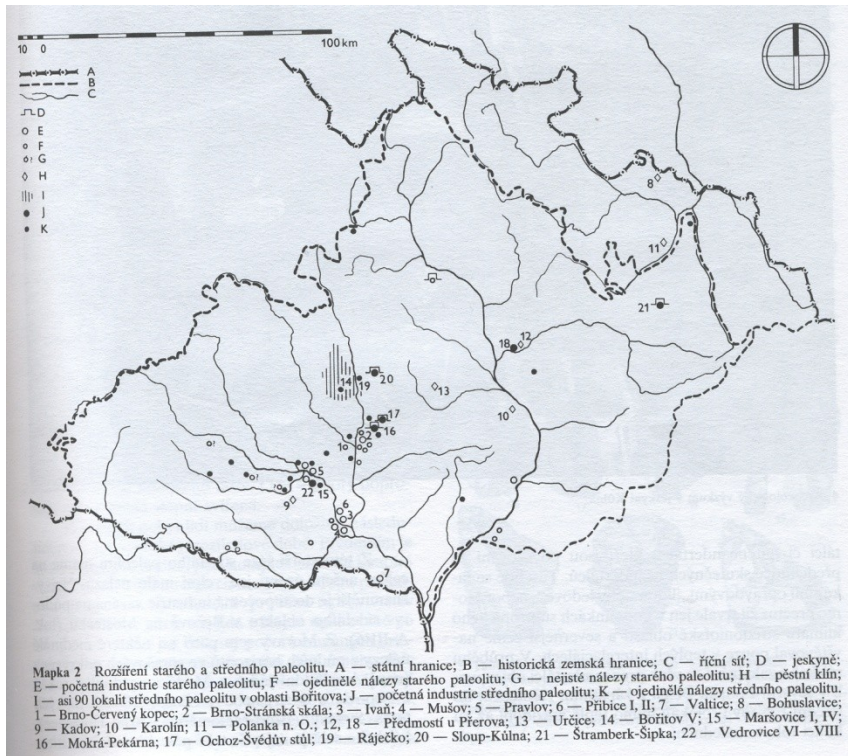 10 0 100 km
A
B
C
D
E
F
G
H
I
J
K
8
11
21
18 12
14 19 20
13
17
10
1 2 16
5
22 15
9
6
3
4
7
Mapka 2 Rozšíření starého a středního paleolitu. A — státní hranice; B — historická zemská hranice; C — říční síť; D — jeskyně;
E — početná industrie starého paleolitu; F — ojedinělé nálezy starého paleolitu; G — nejisté nálezy starého paleolitu; H — pěstní klín;
I — asi 90 lokalit středního paleolitu v oblasti Bořitova; J — početná industrie středního paleolitu; K — ojedinělé nálezy středního paleolitu.
1 — Brno-Červený kopec; 2 — Brno-Stránská skála; 3 — Ivaň; 4 — Mušov; 5 — Pravlov; 6 — Přibice I, II; 7 — Valtice; 8 — Bohuslavice;
9 — Kadov; 10 — Karolín; 11 — Polanka n. O.; 12, 18 — Předmostí u Přerova; 13 — Určice; 14 — Bořitov V; 15 — Maršovice I, IV;
16 — Mokrá-Pekárna; 17 — Ochoz-Švédův stůl; 19 — Ráječko; 20 — Sloup-Kůlna; 21 — Štramberk-Šipka; 22 — Vedrovice VI—VIII.